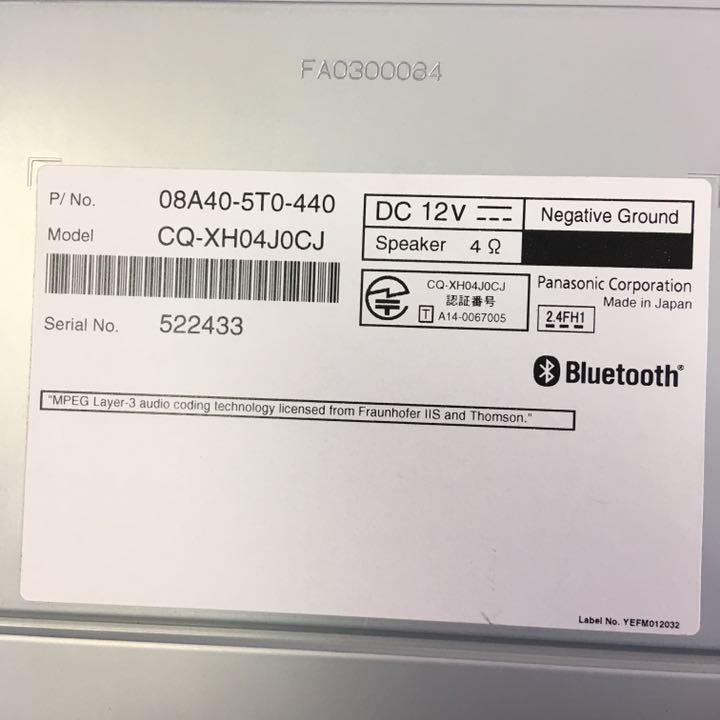 FA0300084
P/ No. 08A40-5T0-440
Model CQ-XH04J0CJ
Serial No. 522433
DC 12V Negative Ground
Speaker 4 Ω
CQ-XH04J0CJ
認証番号
T A14-0067005
Panasonic Corporation
Made in Japan
2.4FH1
Bluetooth®
"MPEG Layer-3 audio coding technology licensed from Fraunhofer IIS and Thomson."
Label No. YEFM012032